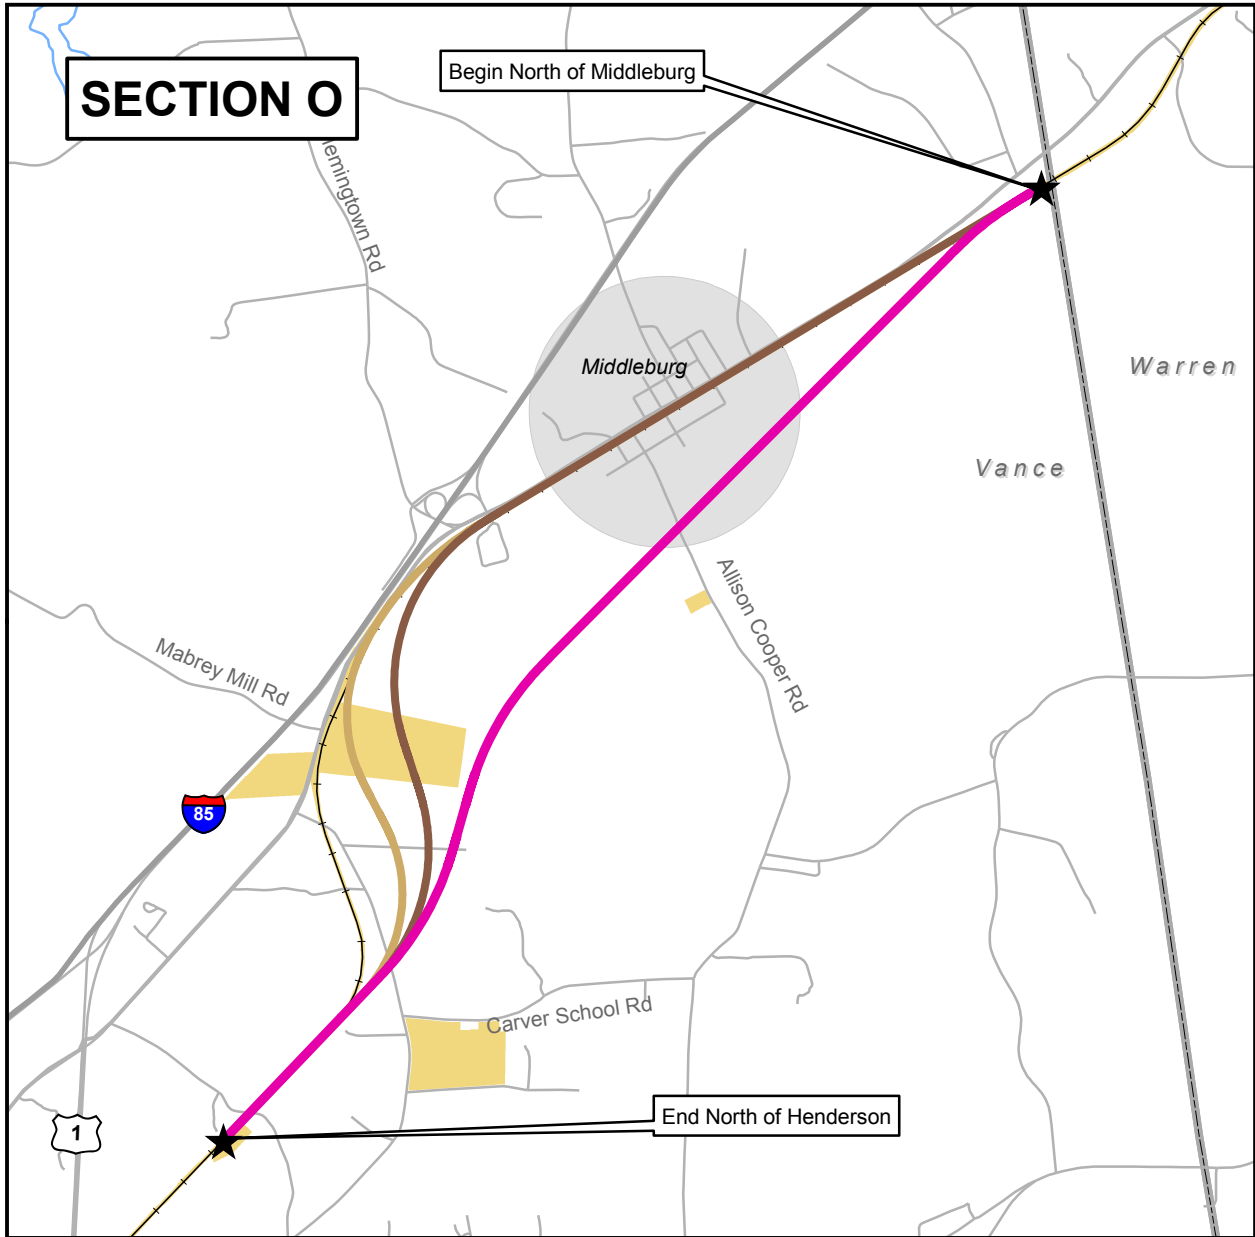 SECTION O
Begin North of Middleburg
lemingtown Rd
Middleburg
Warren
Vance
Allison Cooper Rd
Mabrey Mill Rd
85
Carver School Rd
End North of Henderson
1